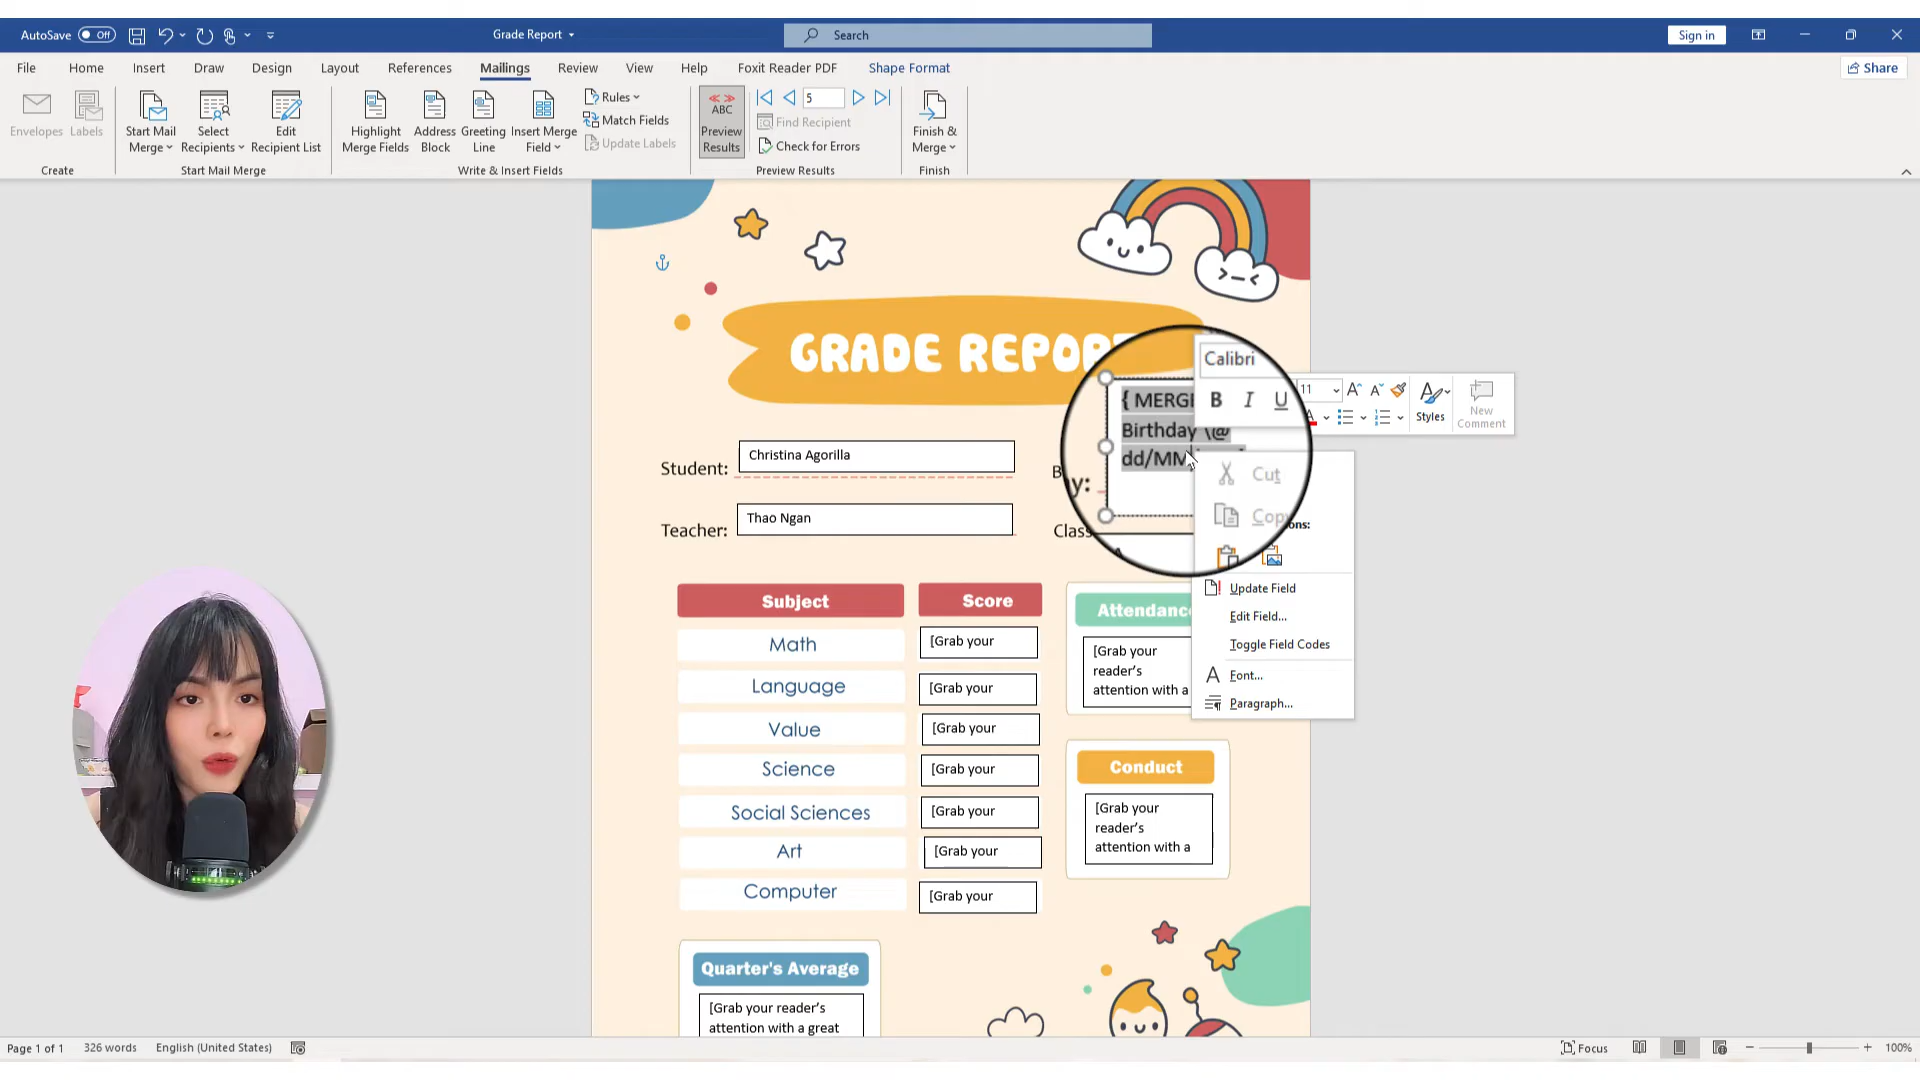 AutoSave Off
Grade Report
Search
Sign in
File Home Insert Draw Design Layout References Mailings Review View Help Foxit Reader PDF Shape Format
Share
Envelopes
Labels
Create
Start Mail
Merge
Select
Recipients
Edit
Recipient List
Start Mail Merge
Highlight
Merge Fields
Address
Block
Greeting
Line
Insert Merge
Field
Rules
Match Fields
Update Labels
Write & Insert Fields
ABC
Preview
Results
5
Find Recipient
Check for Errors
Preview Results
Finish &
Merge
Finish
GRADE REPOR
Calibri
B I U
11
Styles
New
Comment
{ MERGE
Birthday \@
dd/MM
y:
Student:
Christina Agorilla
Teacher:
Thao Ngan
Class
Cut
Copy
ons:
Update Field
Edit Field...
Toggle Field Codes
Font...
Paragraph...
Subject Score
Math [Grab your
Language [Grab your
Value [Grab your
Science [Grab your
Social Sciences [Grab your
Art [Grab your
Computer [Grab your
Attendanc
[Grab your
reader's
attention with a
Conduct
[Grab your
reader's
attention with a
Quarter's Average
[Grab your reader's
attention with a great
Page 1 of 1 326 words English (United States)
Focus
100%